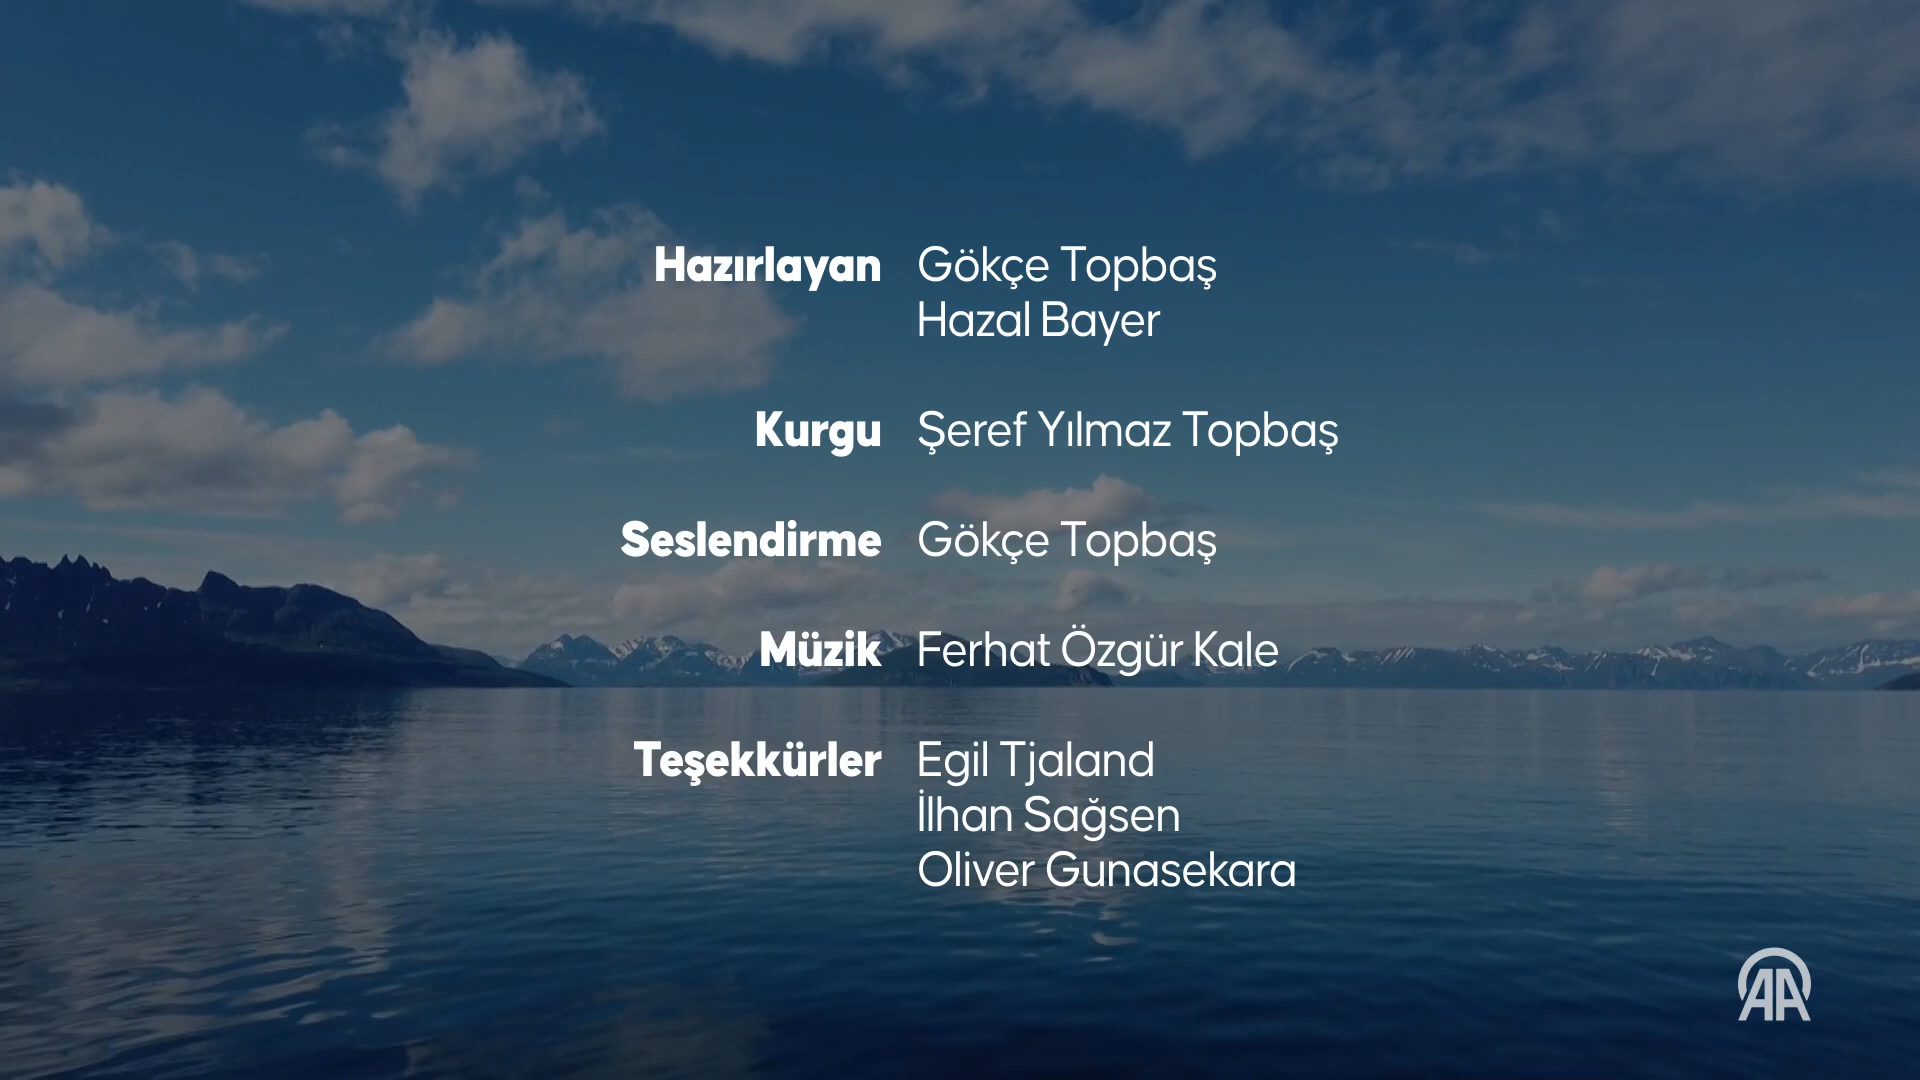 Hazırlayan Gökçe Topbaş
Hazal Bayer
Kurgu Şeref Yılmaz Topbaş
Seslendirme Gökçe Topbaş
Müzik Ferhat Özgür Kale
Teşekkürler Egil Tjaland
İlhan Sağsen
Oliver Gunasekara
AA